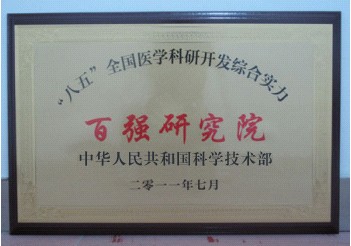 “八五”全国医学科研开发综合实力
百强研究院
中华人民共和国科学技术部
二零一一年七月